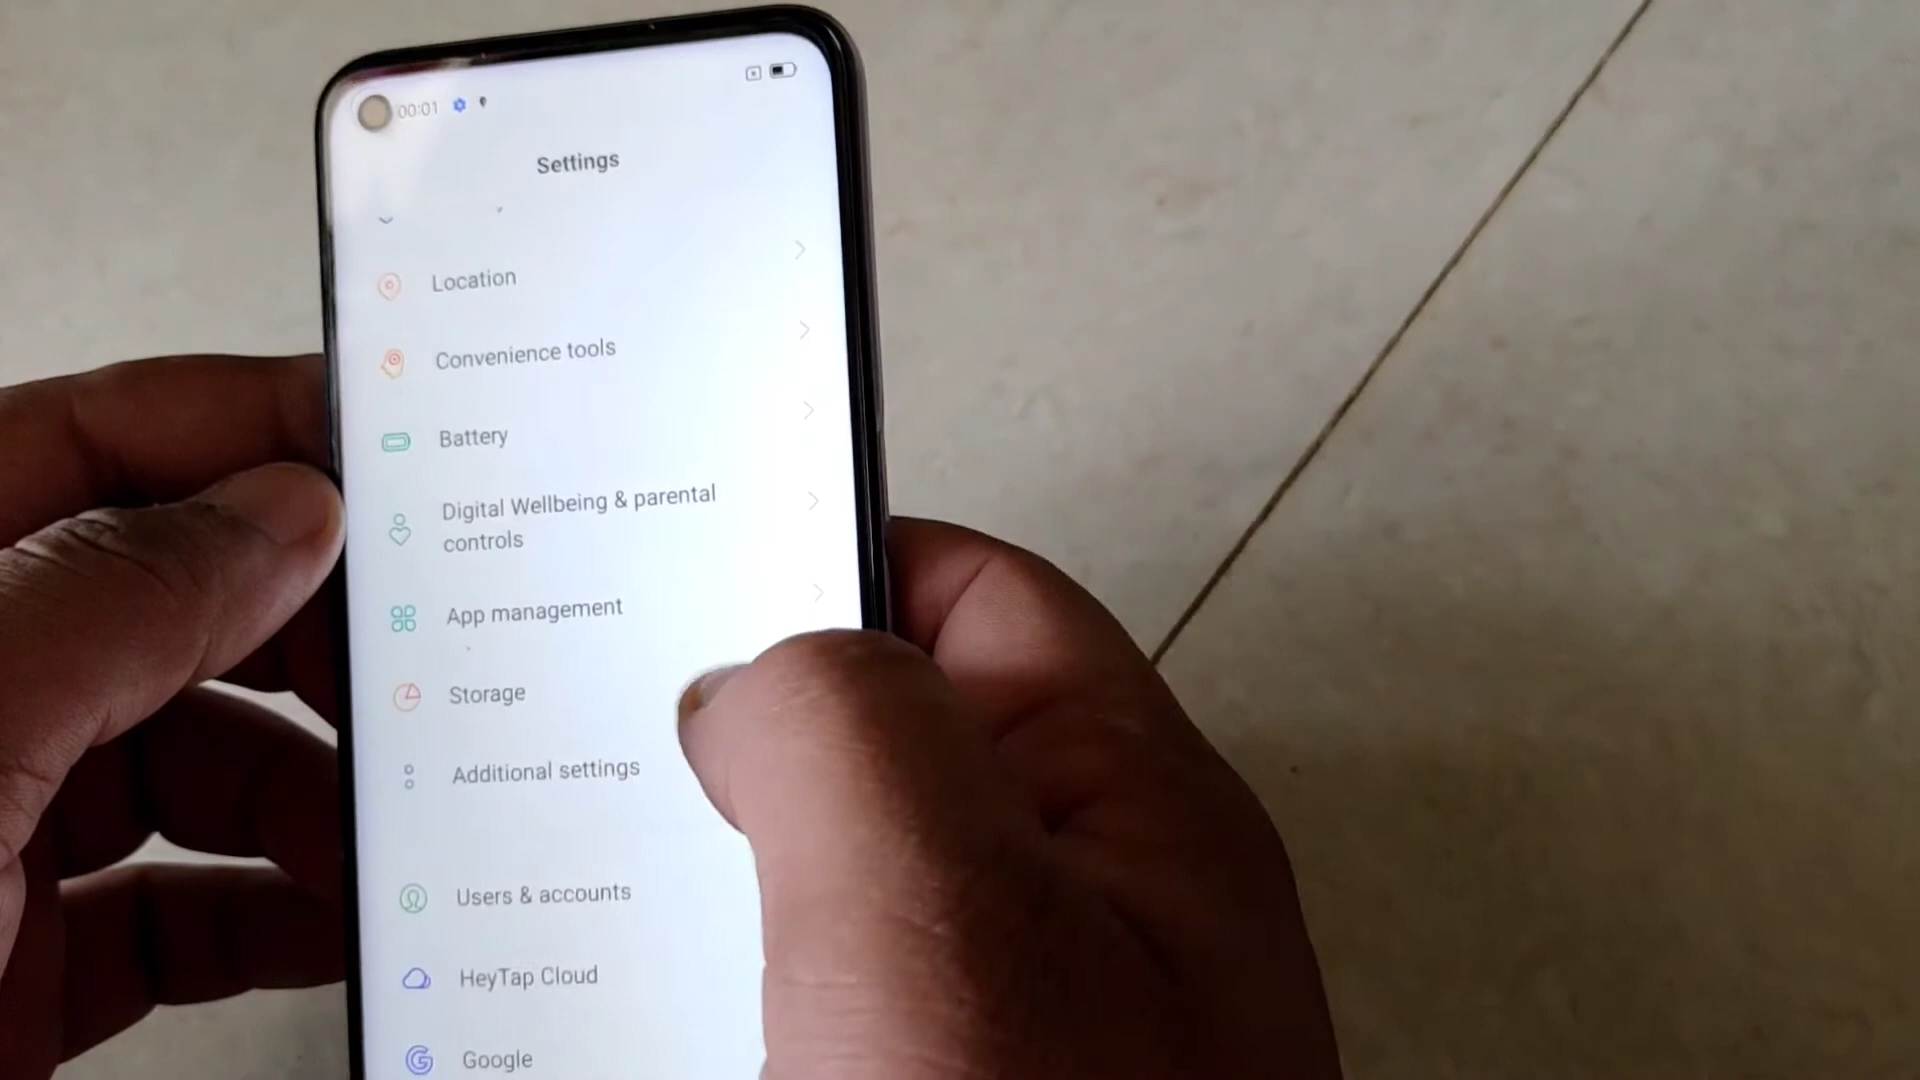 00:01
Settings
Location
Convenience tools
Battery
Digital Wellbeing & parental
controls
App management
Storage
Additional settings
Users & accounts
HeyTap Cloud
Google